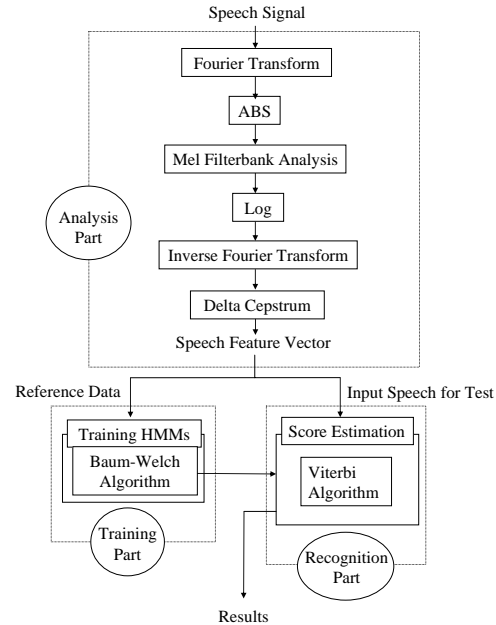 Speech Signal
Fourier Transform
ABS
Mel Filterbank Analysis
Log
Analysis
Part
Inverse Fourier Transform
Delta Cepstrum
Speech Feature Vector
Reference Data
Input Speech for Test
Training HMMs
Baum-Welch
Algorithm
Score Estimation
Viterbi
Algorithm
Training
Part
Recognition
Part
Results